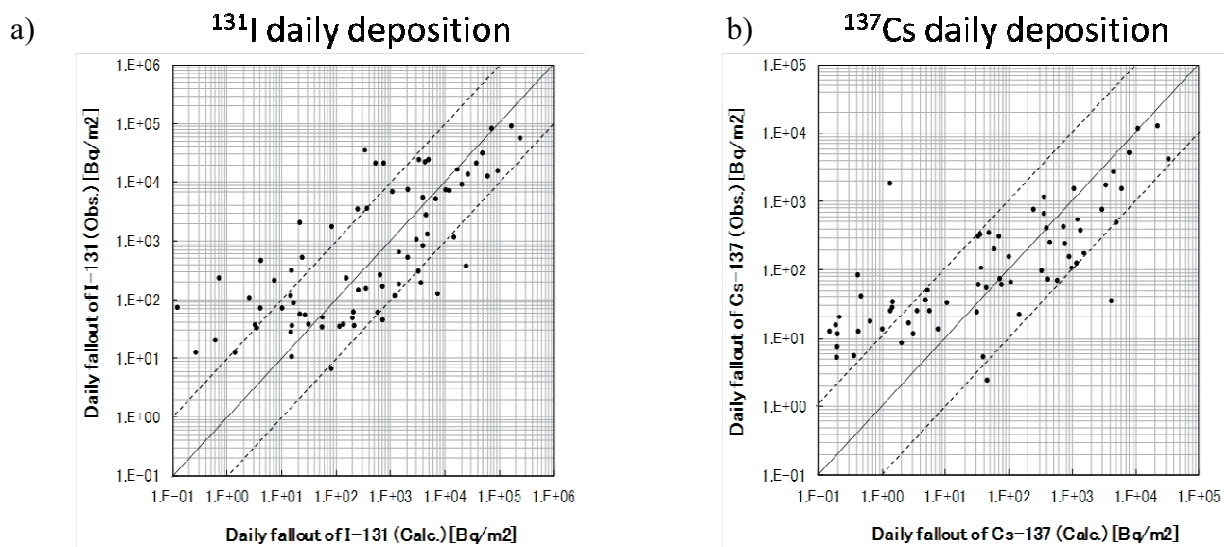 a)
¹³¹I daily deposition
1.E+06
1.E+05
1.E+04
1.E+03
1.E+02
1.E+01
1.E+00
1.E-01
1.E-01 1.E+00 1.E+01 1.E+02 1.E+03 1.E+04 1.E+05 1.E+06
Daily fallout of I-131 (Obs.) [Bq/m2]
Daily fallout of I-131 (Calc.) [Bq/m2]
b)
¹³⁷Cs daily deposition
1.E+05
1.E+04
1.E+03
1.E+02
1.E+01
1.E+00
1.E-01
1.E-01 1.E+00 1.E+01 1.E+02 1.E+03 1.E+04 1.E+05
Daily fallout of Cs-137 (Obs.) [Bq/m2]
Daily fallout of Cs-137 (Calc.) [Bq/m2]